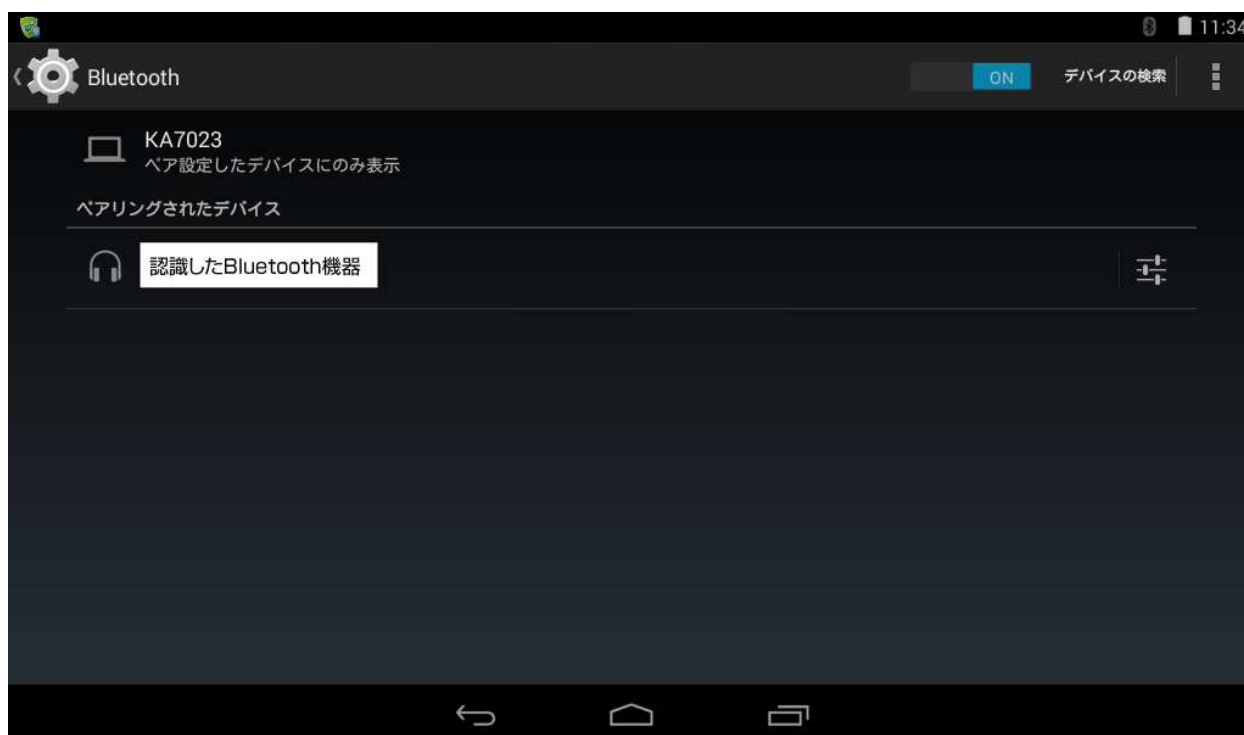 11:34
Bluetooth
ON
デバイスの検索
KA7023
ペア設定したデバイスにのみ表示
ペアリングされたデバイス
認識したBluetooth機器